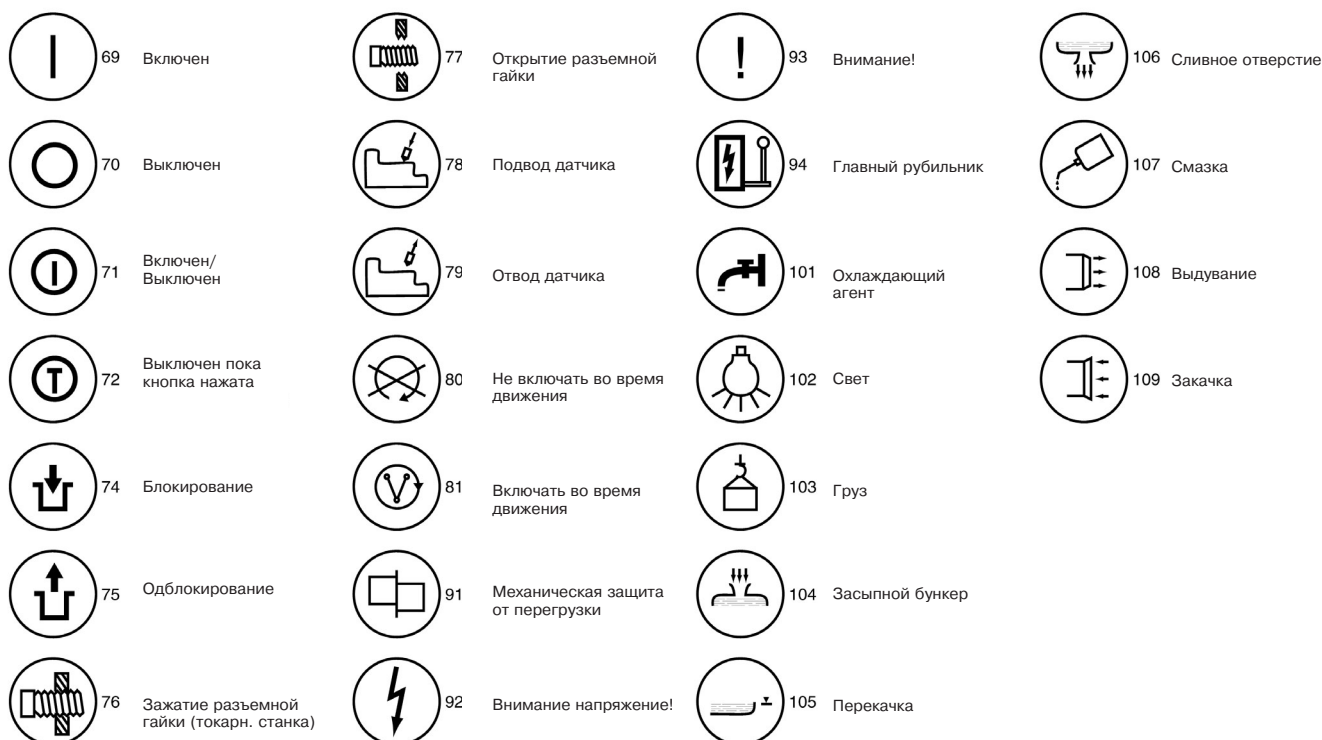 69 Включен
70 Выключен
71 Включен/
Выключен
72 Выключен пока
кнопка нажата
74 Блокирование
75 Одблокирование
76 Зажатие разъемной
гайки (токарн. станка)
77 Открытие разъемной
гайки
78 Подвод датчика
79 Отвод датчика
80 Не включать во время
движения
81 Включать во время
движения
91 Механическая защита
от перегрузки
92 Внимание напряжение!
! 93 Внимание!
94 Главный рубильник
101 Охлаждающий
агент
102 Свет
103 Груз
104 Засыпной бункер
105 Перекачка
106 Сливное отверстие
107 Смазка
108 Выдувание
109 Закачка